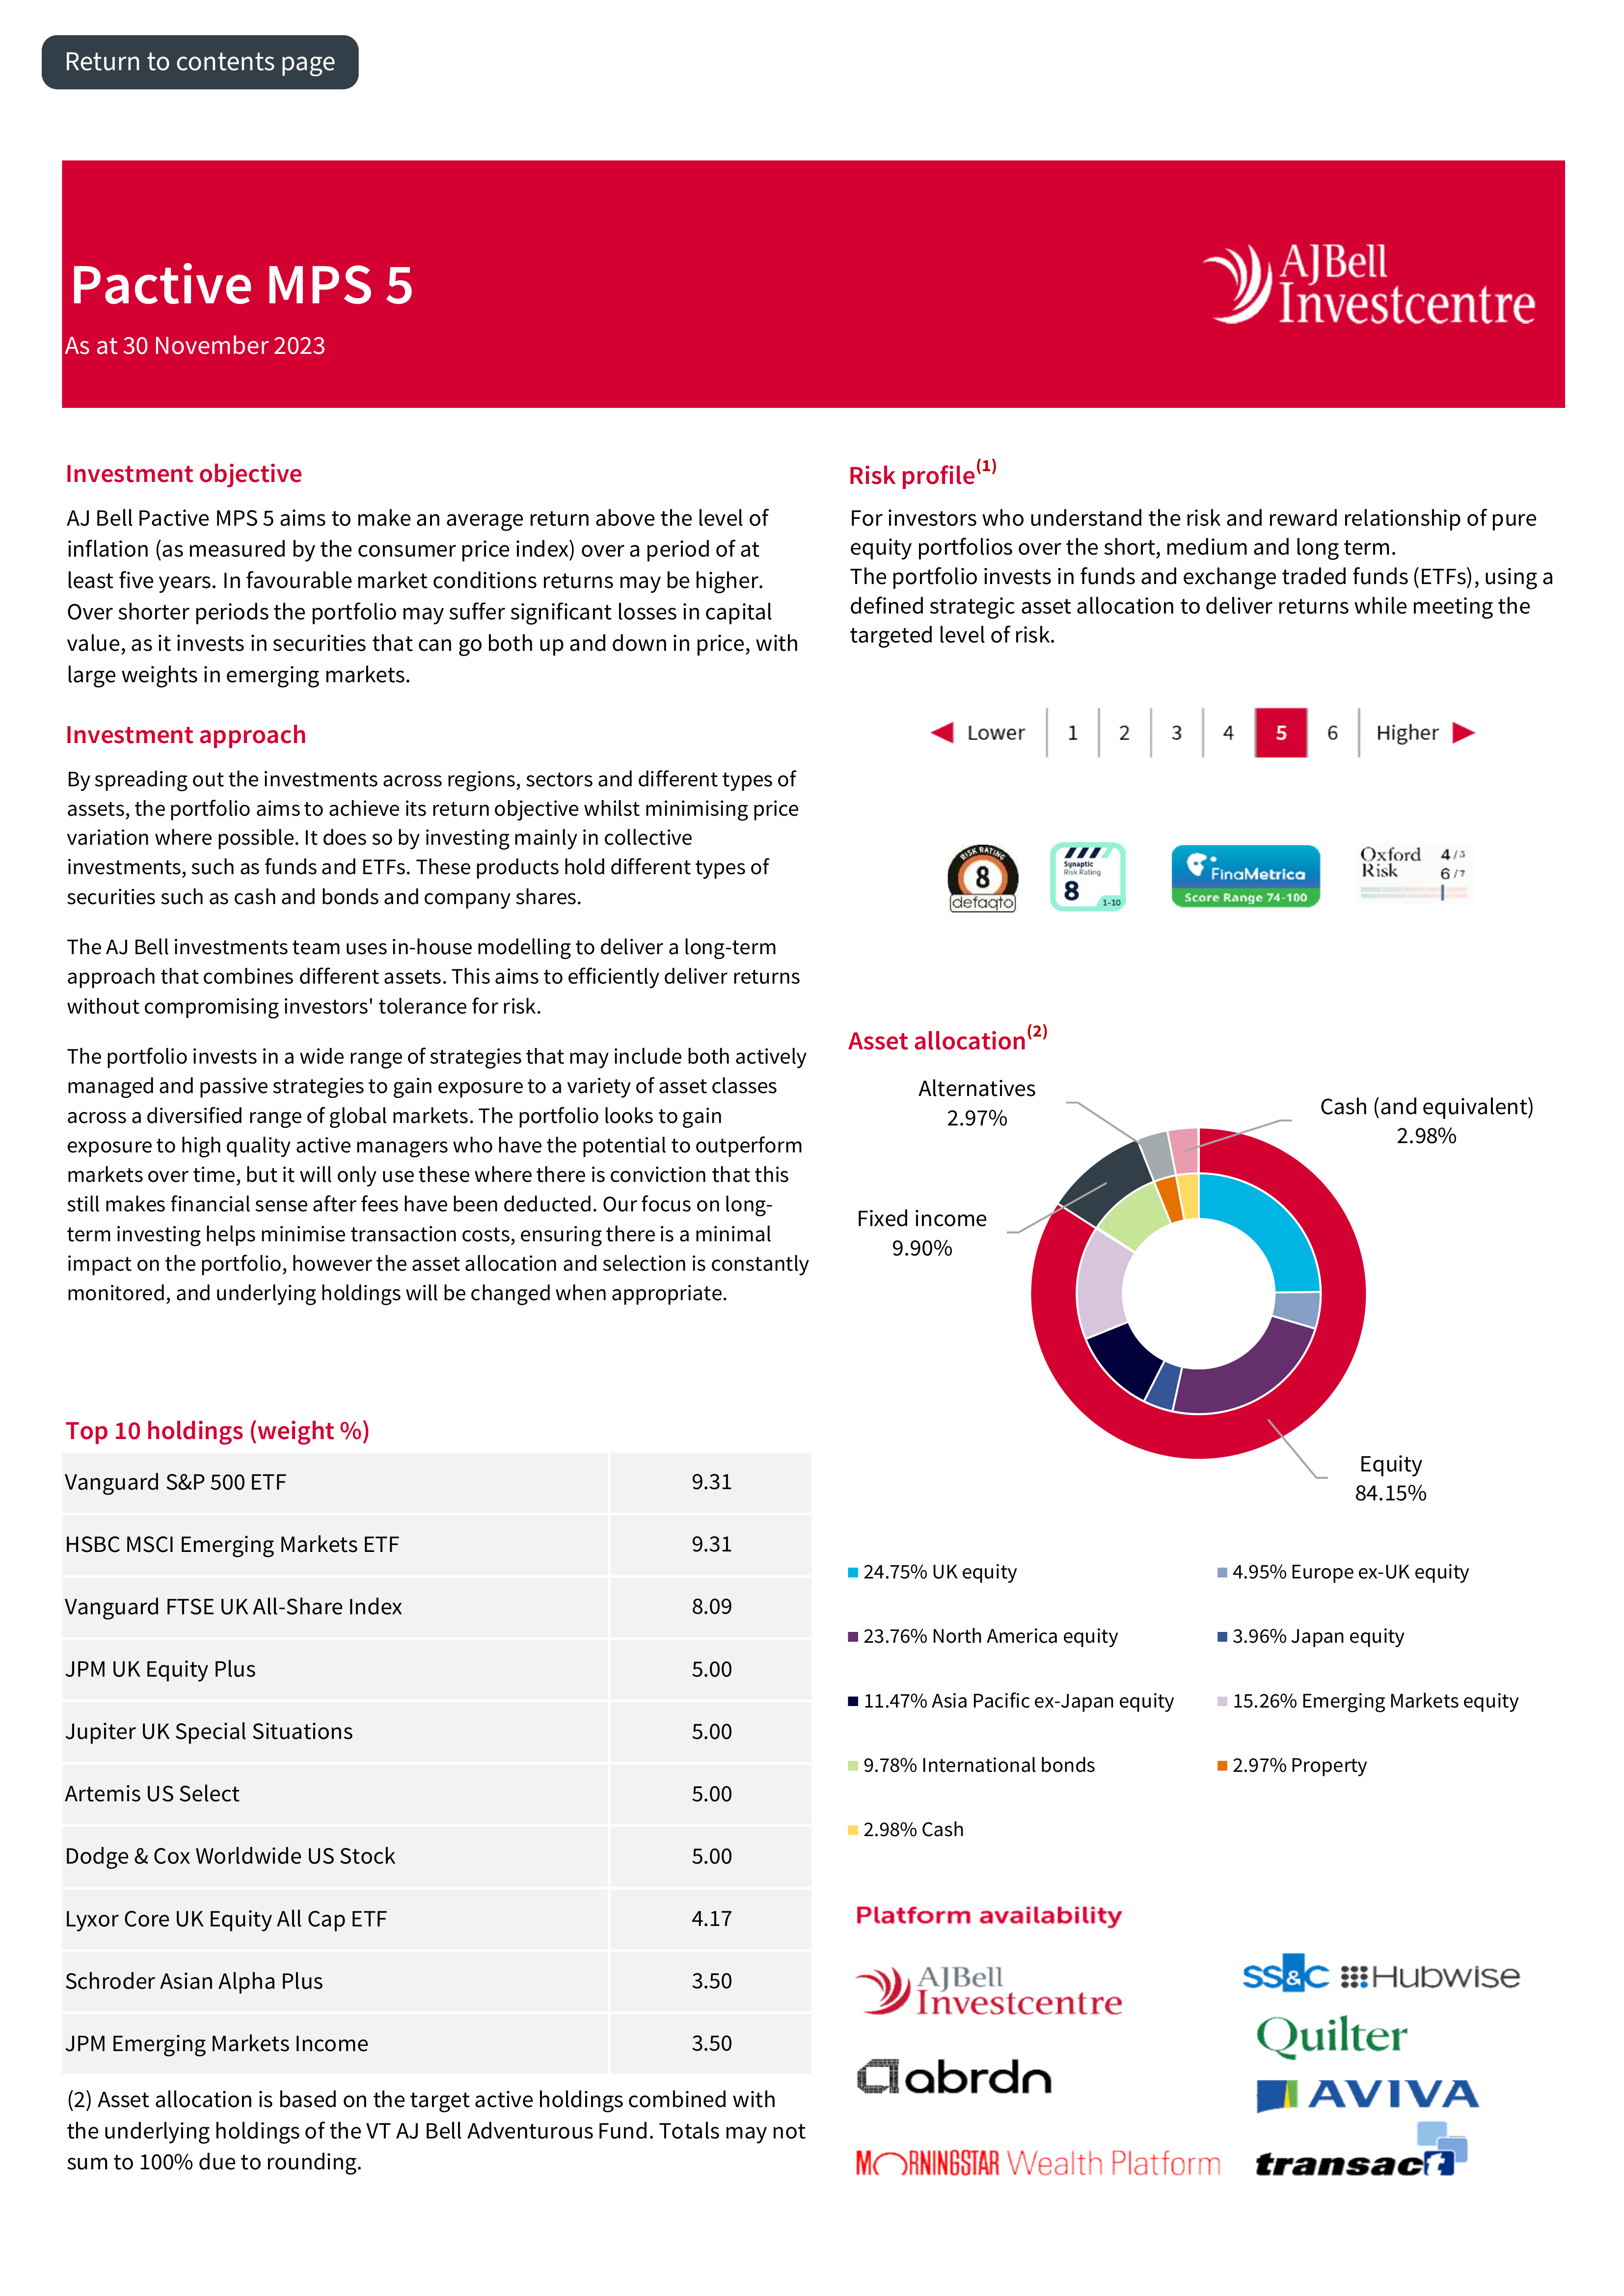 Return to contents page
Pactive MPS 5
As at 30 November 2023
AJBell
Investcentre
Investment objective
AJ Bell Pactive MPS 5 aims to make an average return above the level of
inflation (as measured by the consumer price index) over a period of at
least five years. In favourable market conditions returns may be higher.
Over shorter periods the portfolio may suffer significant losses in capital
value, as it invests in securities that can go both up and down in price, with
large weights in emerging markets.
Investment approach
By spreading out the investments across regions, sectors and different types of
assets, the portfolio aims to achieve its return objective whilst minimising price
variation where possible. It does so by investing mainly in collective
investments, such as funds and ETFs. These products hold different types of
securities such as cash and bonds and company shares.
The AJ Bell investments team uses in-house modelling to deliver a long-term
approach that combines different assets. This aims to efficiently deliver returns
without compromising investors' tolerance for risk.
The portfolio invests in a wide range of strategies that may include both actively
managed and passive strategies to gain exposure to a variety of asset classes
across a diversified range of global markets. The portfolio looks to gain
exposure to high quality active managers who have the potential to outperform
markets over time, but it will only use these where there is conviction that this
still makes financial sense after fees have been deducted. Our focus on long-
term investing helps minimise transaction costs, ensuring there is a minimal
impact on the portfolio, however the asset allocation and selection is constantly
monitored, and underlying holdings will be changed when appropriate.
Top 10 holdings (weight %)
Vanguard S&P 500 ETF 9.31
HSBC MSCI Emerging Markets ETF 9.31
Vanguard FTSE UK All-Share Index 8.09
JPM UK Equity Plus 5.00
Jupiter UK Special Situations 5.00
Artemis US Select 5.00
Dodge & Cox Worldwide US Stock 5.00
Lyxor Core UK Equity All Cap ETF 4.17
Schroder Asian Alpha Plus 3.50
JPM Emerging Markets Income 3.50
(2) Asset allocation is based on the target active holdings combined with
the underlying holdings of the VT AJ Bell Adventurous Fund. Totals may not
sum to 100% due to rounding.
Risk profile(1)
For investors who understand the risk and reward relationship of pure
equity portfolios over the short, medium and long term.
The portfolio invests in funds and exchange traded funds (ETFs), using a
defined strategic asset allocation to deliver returns while meeting the
targeted level of risk.
Lower 1 2 3 4 5 6 Higher
RISK RATING
8
defaqto
Synaptic
Risk Rating
8
1-10
FinaMetrica
Score Range 74-100
Oxford 4/5
Risk 6/7
Asset allocation(2)
Alternatives
2.97%
Cash (and equivalent)
2.98%
Fixed income
9.90%
Equity
84.15%
24.75% UK equity 4.95% Europe ex-UK equity
23.76% North America equity 3.96% Japan equity
11.47% Asia Pacific ex-Japan equity 15.26% Emerging Markets equity
9.78% International bonds 2.97% Property
2.98% Cash
Platform availability
AJBell
Investcentre
SS&C Hubwise
Quilter
abrdn
AVIVA
MORNINGSTAR Wealth Platform
transact